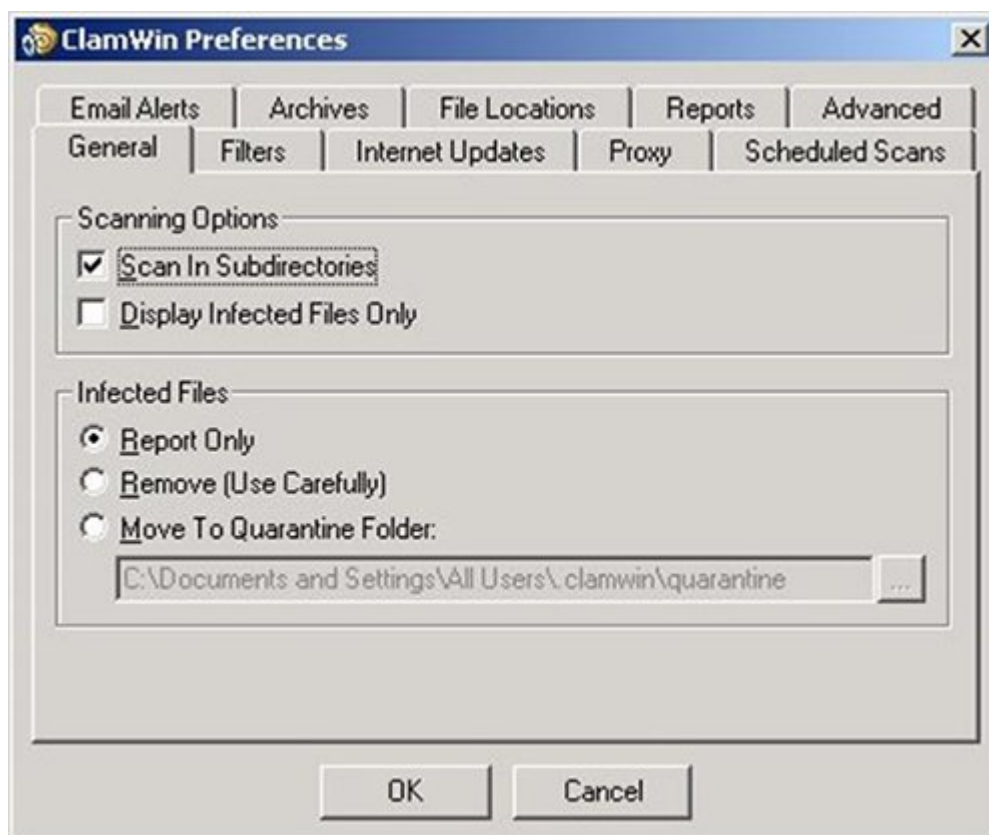 ClamWin Preferences
Email Alerts Archives File Locations Reports Advanced
General Filters Internet Updates Proxy Scheduled Scans
Scanning Options
Scan In Subdirectories
Display Infected Files Only
Infected Files
Report Only
Remove (Use Carefully)
Move To Quarantine Folder:
C:\Documents and Settings\All Users\.clamwin\quarantine ...
OK Cancel